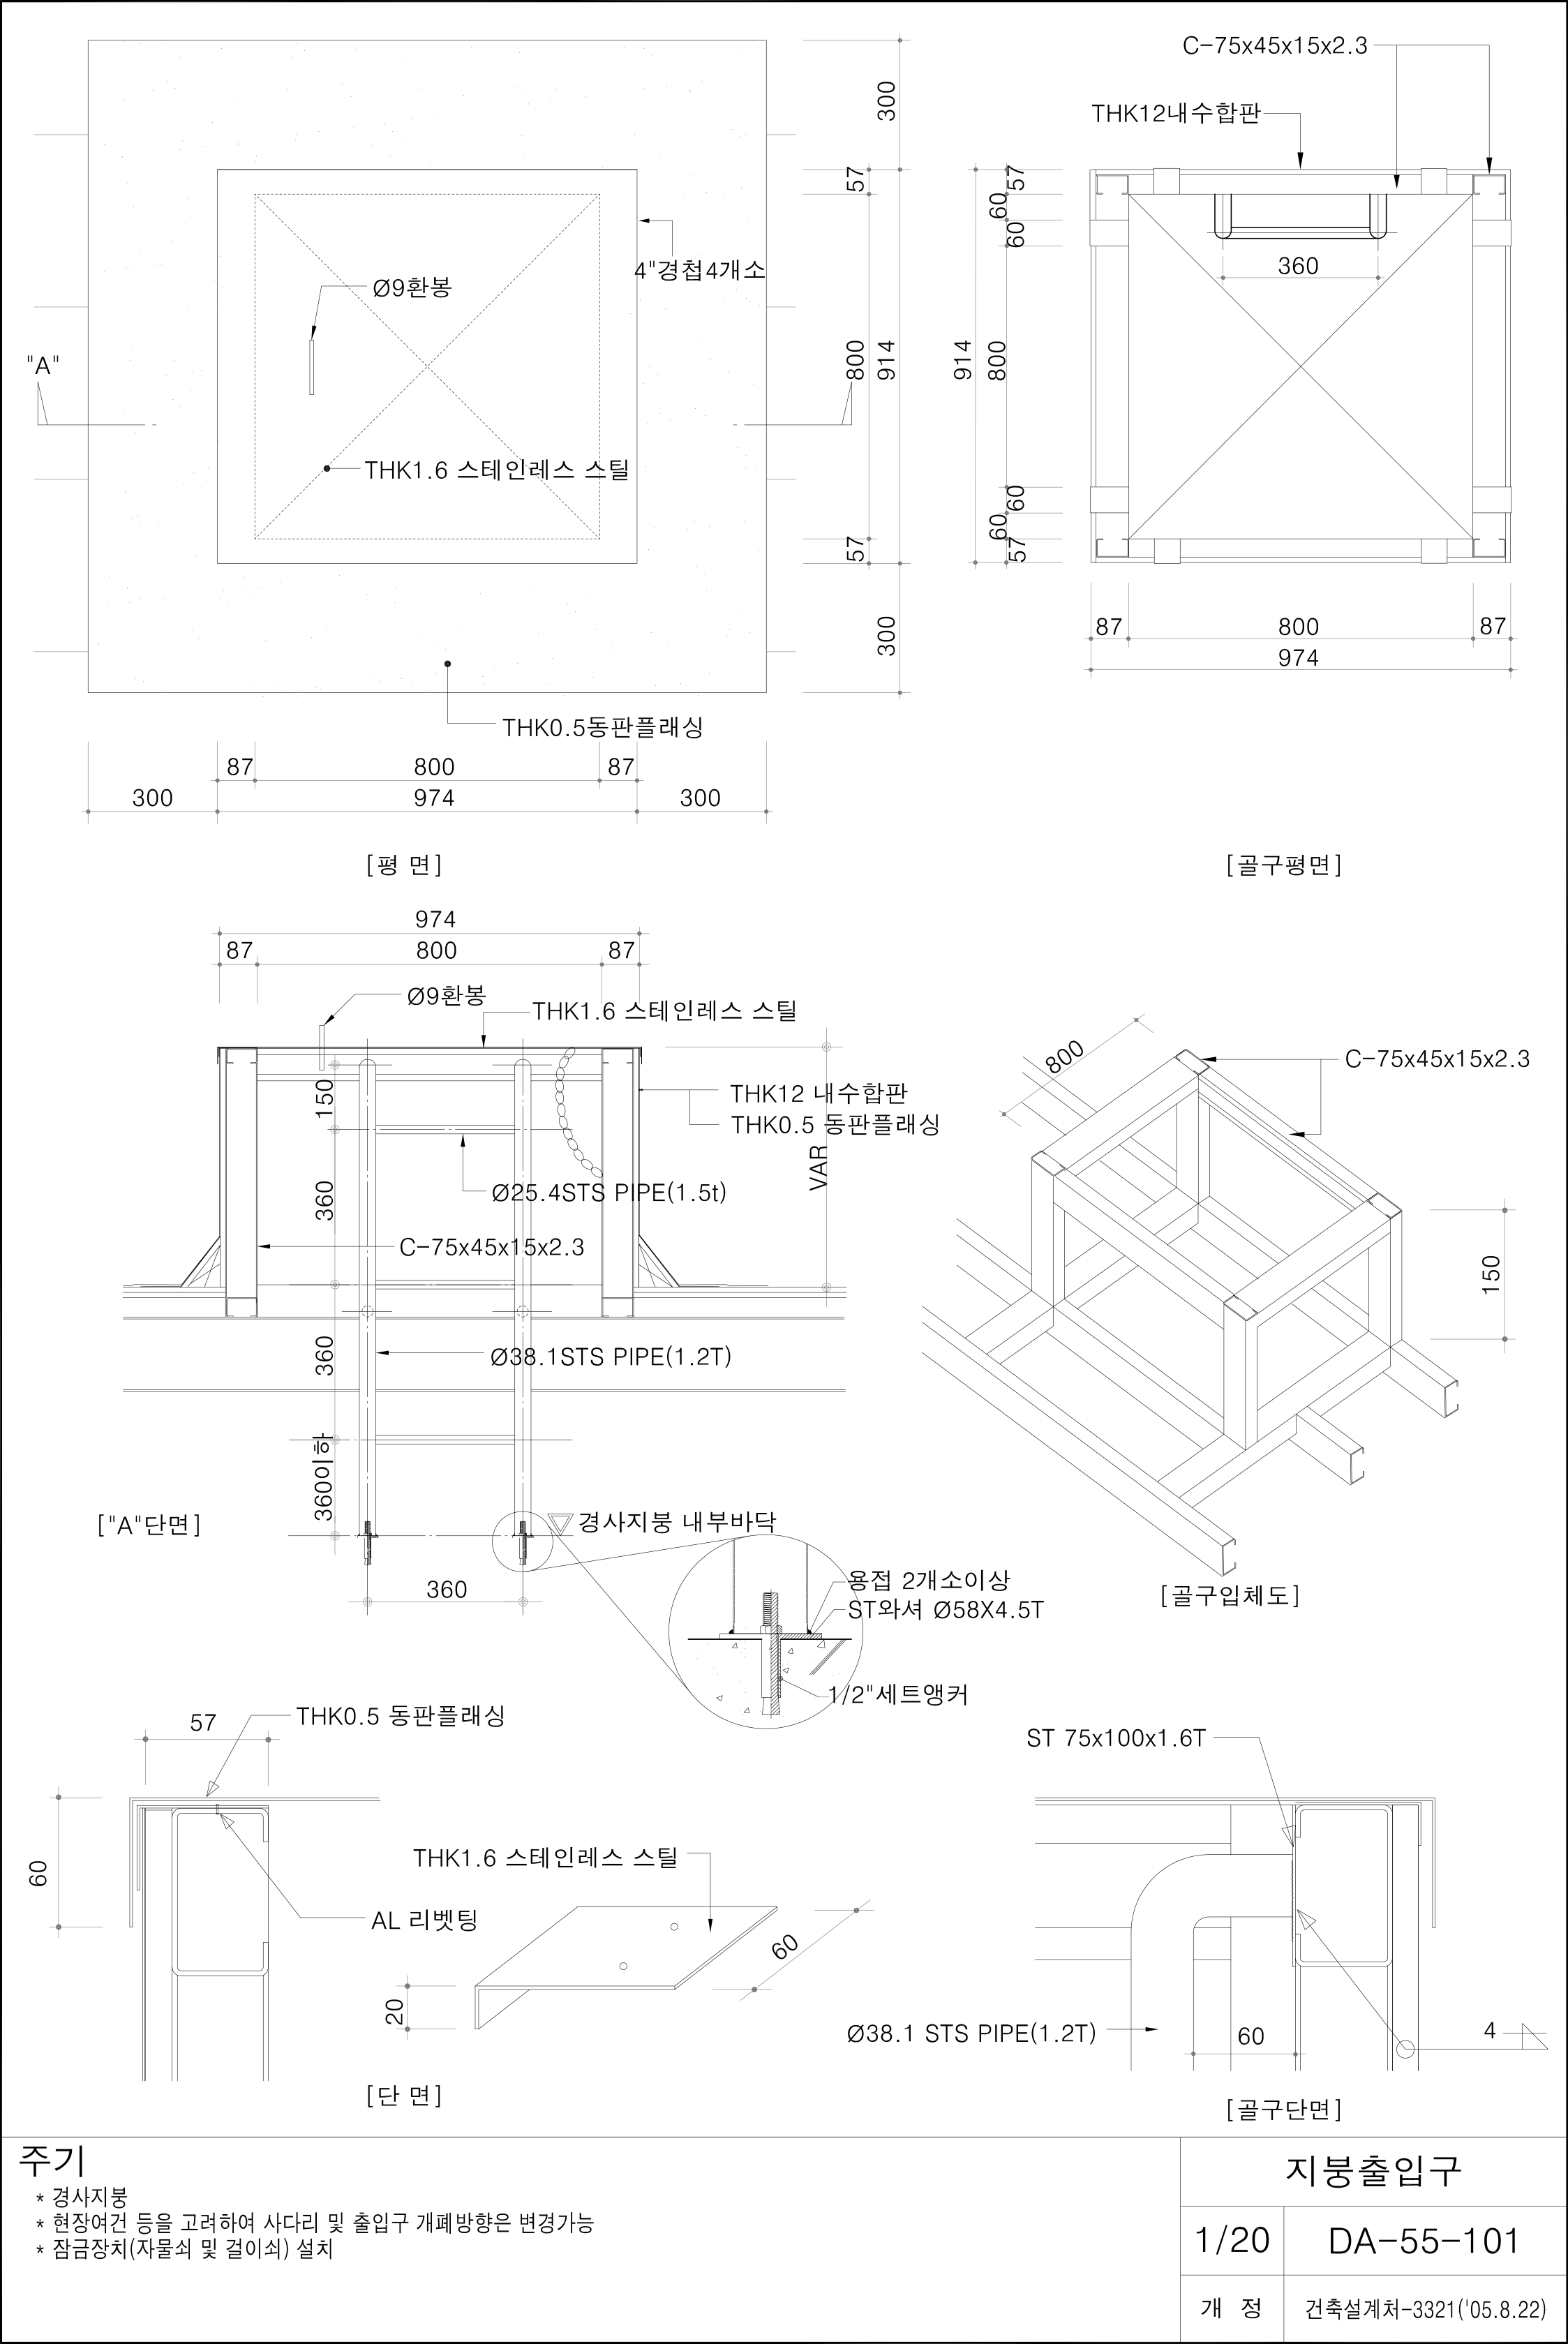 C-75x45x15x2.3
THK12내수합판
300
57
4"경첩4개소
Ø9환봉
"A"
800
914
THK1.6 스테인레스 스틸
57
300
THK0.5동판플래싱
87
800
87
300
974
300
[평 면]
57
60
60
360
914
800
60
60
57
87
800
87
974
[골구평면]
974
87
800
87
Ø9환봉
THK1.6 스테인레스 스틸
150
THK12 내수합판
THK0.5 동판플래싱
VAR
360
Ø25.4STS PIPE(1.5t)
C-75x45x15x2.3
360
Ø38.1STS PIPE(1.2T)
360이하
["A"단면]
경사지붕 내부바닥
360
용접 2개소이상
ST와셔 Ø58X4.5T
1/2"세트앵커
800
C-75x45x15x2.3
150
[골구입체도]
57
THK0.5 동판플래싱
60
THK1.6 스테인레스 스틸
AL 리벳팅
60
20
[단 면]
ST 75x100x1.6T
Ø38.1 STS PIPE(1.2T)
60
4
[골구단면]
주기
* 경사지붕
* 현장여건 등을 고려하여 사다리 및 출입구 개폐방향은 변경가능
* 잠금장치(자물쇠 및 걸이쇠) 설치
지붕출입구
1/20
DA-55-101
개 정
건축설계처-3321('05.8.22)